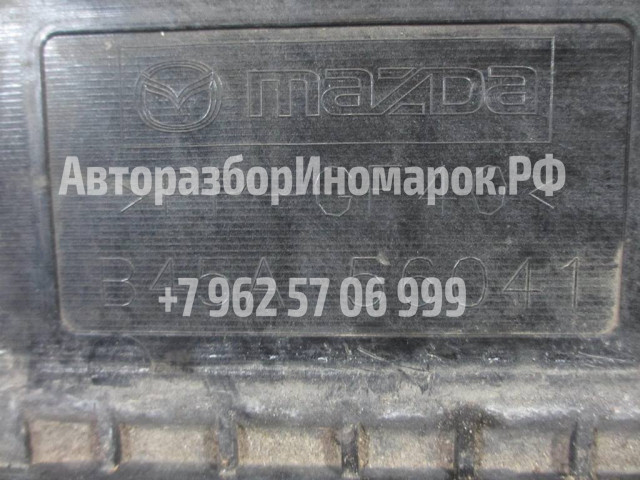 mazda
АвторазборИномарок.РФ
B45A 56041
+7 962 57 06 999